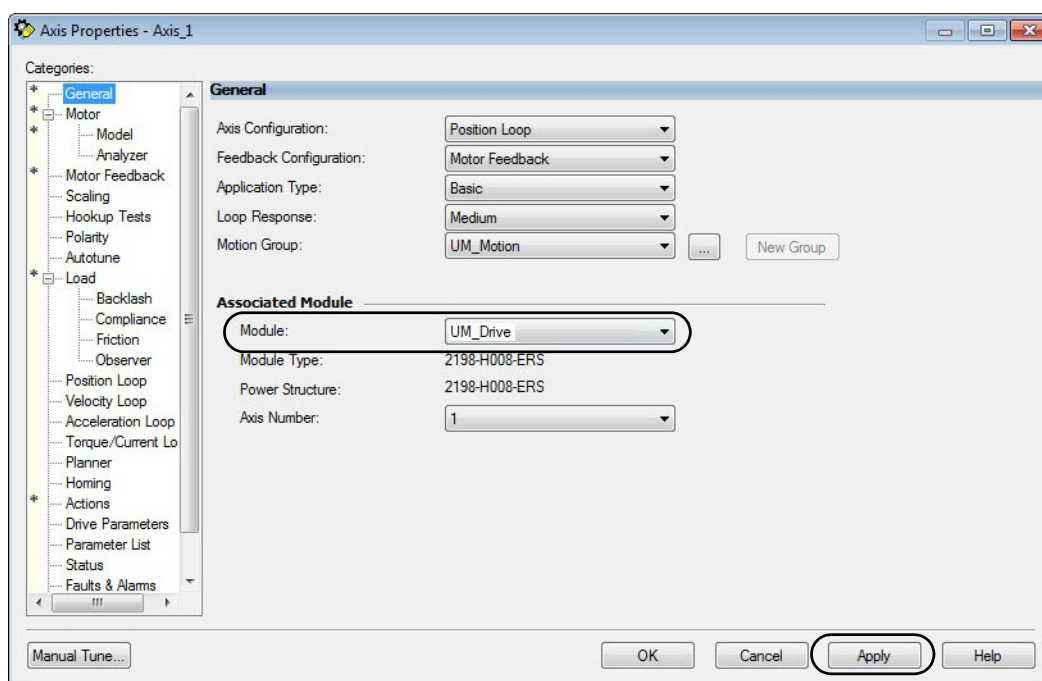 Axis Properties - Axis_1
Categories:
* General
* Motor
* Model
Analyzer
* Motor Feedback
Scaling
Hookup Tests
Polarity
Autotune
* Load
Backlash
Compliance
Friction
Observer
Position Loop
Velocity Loop
Acceleration Loop
Torque/Current Lo
Planner
Homing
* Actions
Drive Parameters
Parameter List
Status
Faults & Alarms
General
Axis Configuration: Position Loop
Feedback Configuration: Motor Feedback
Application Type: Basic
Loop Response: Medium
Motion Group: UM_Motion ... New Group
Associated Module
Module: UM_Drive
Module Type: 2198-H008-ERS
Power Structure: 2198-H008-ERS
Axis Number: 1
Manual Tune... OK Cancel Apply Help